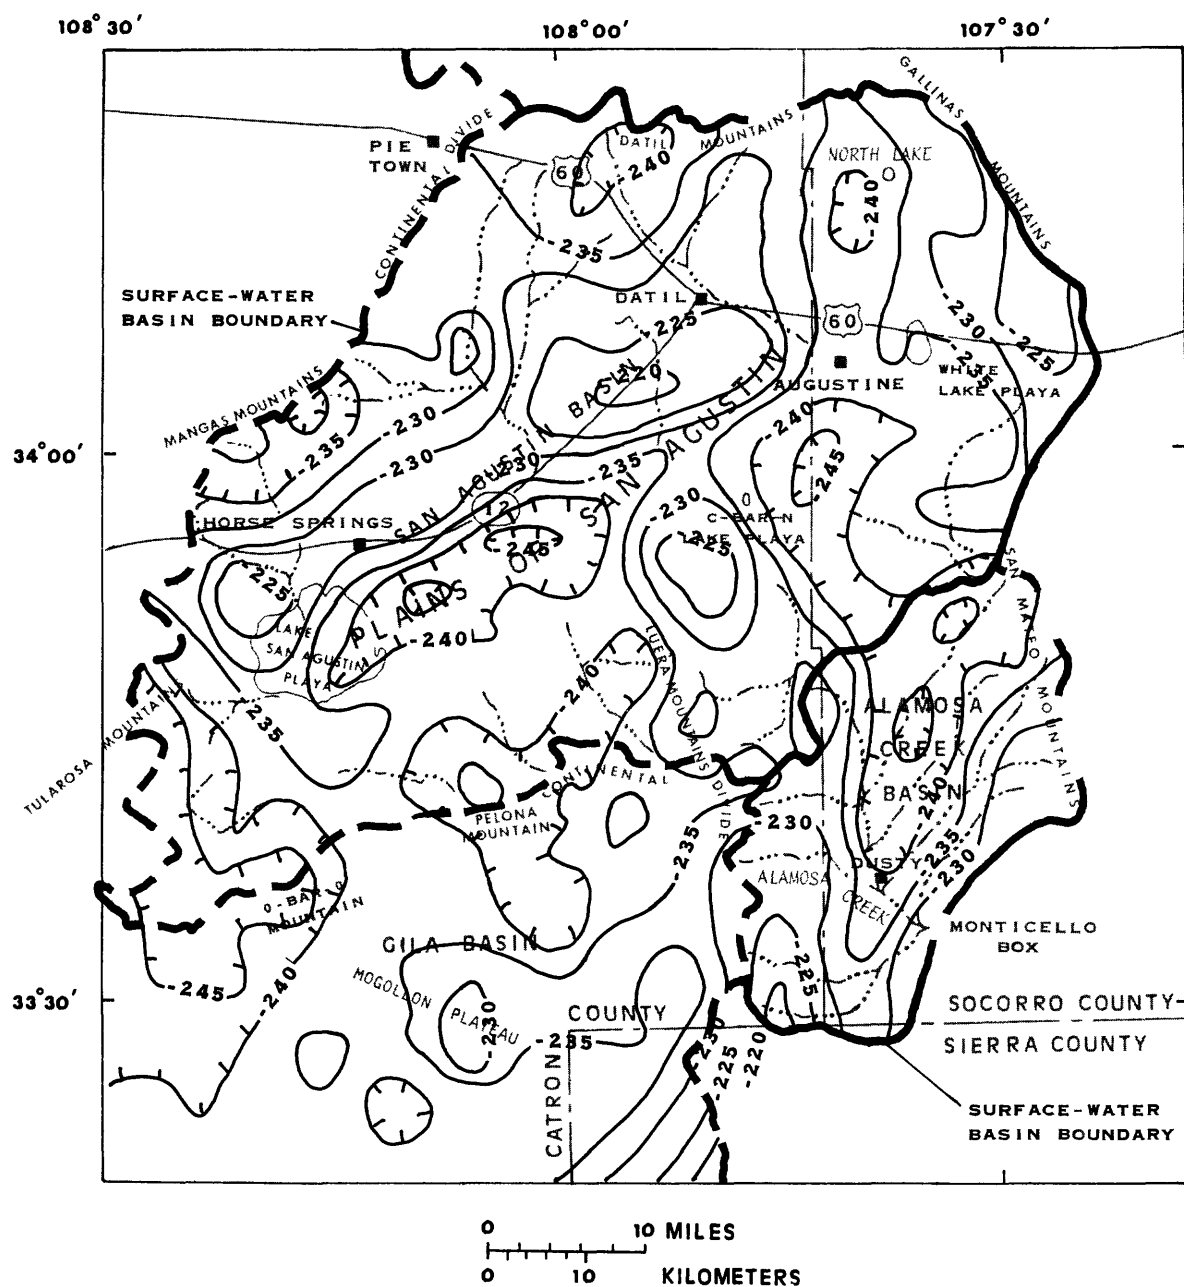 108°30′ 108°00′ 107°30′
GALLINAS
MOUNTAINS
PIE
TOWN
CONTINENTAL DIVIDE
DATIL
MOUNTAINS
NORTH LAKE
60
-240
-240
-235
SURFACE-WATER
BASIN BOUNDARY
DATIL
-225
60
-230
-225
-235
-220
AUGUSTINE
WHITE
LAKE PLAYA
MANGAS MOUNTAINS
-230
-235
-240
34°00′
-230
-230
-235
-245
SAN AGUSTIN BASIN
PLAINS OF SAN AGUSTIN
12
-230
C-BAR-N
LAKE PLAYA
HORSE SPRINGS
-245
-225
-225
SAN MATEO MOUNTAINS
LAKE
SAN AGUSTIN
PLAYA
-240
-240
LUERA MOUNTAINS
TULAROSA MOUNTAINS
-235
ALAMOSA
CREEK
BASIN
-240
CONTINENTAL DIVIDE
PELONA
MOUNTAIN
-230
-235
-235
-230
DUSTY
ALAMOSA CREEK
O-BAR-O
MOUNTAIN
MONTICELLO
BOX
GILA BASIN
-225
-245
-240
MOGOLLON PLATEAU
33°30′
-230
COUNTY
SOCORRO COUNTY
-235
-230
-225
-220
SIERRA COUNTY
CATRON
SURFACE-WATER
BASIN BOUNDARY
0 10 MILES
0 10 KILOMETERS